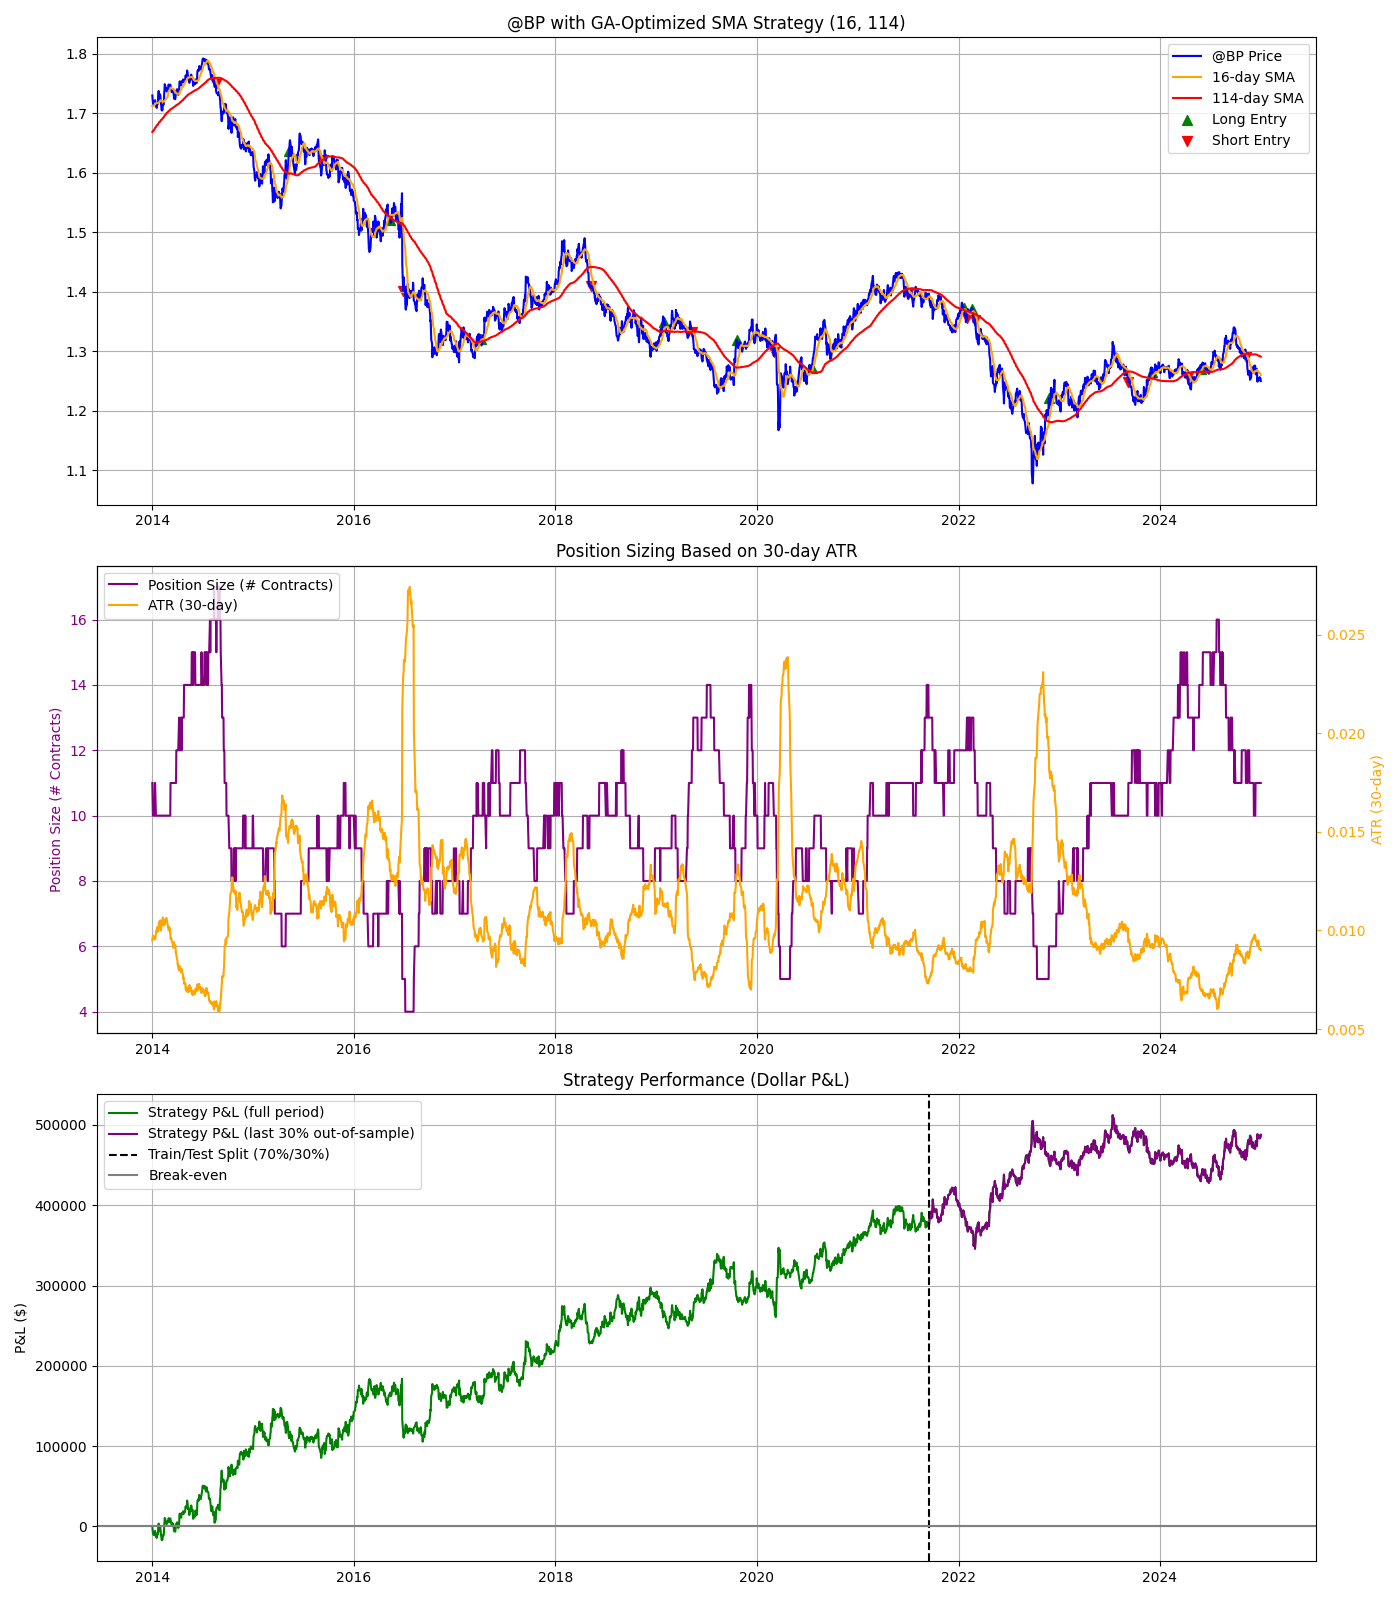 @BP with GA-Optimized SMA Strategy (16, 114)
1.8
1.7
1.6
1.5
1.4
1.3
1.2
1.1
@BP Price
16-day SMA
114-day SMA
Long Entry
Short Entry
2014 2016 2018 2020 2022 2024
Position Sizing Based on 30-day ATR
Position Size (# Contracts)
ATR (30-day)
Position Size (# Contracts)
16
14
12
10
8
6
4
0.025
0.020
0.015
0.010
0.005
ATR (30-day)
2014 2016 2018 2020 2022 2024
Strategy Performance (Dollar P&L)
Strategy P&L (full period)
Strategy P&L (last 30% out-of-sample)
Train/Test Split (70%/30%)
Break-even
P&L ($)
500000
400000
300000
200000
100000
0
2014 2016 2018 2020 2022 2024